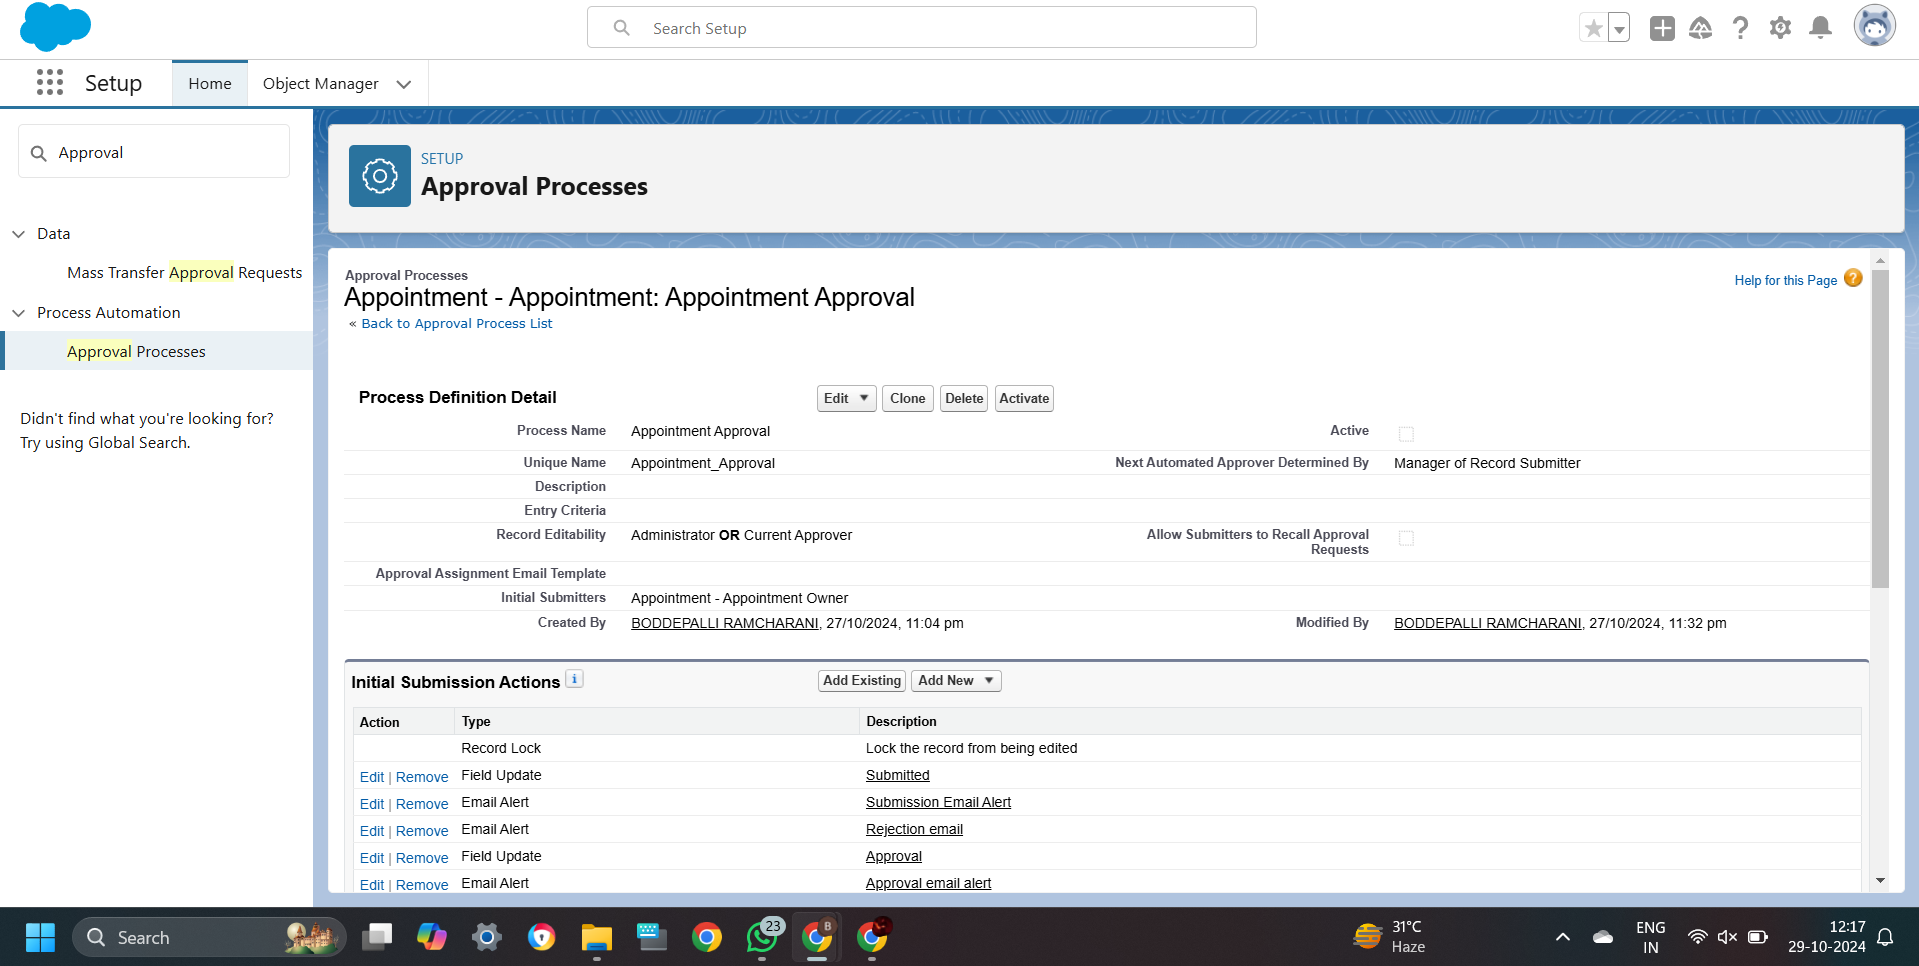 Search Setup
Setup
Home
Object Manager
Approval
Data
Mass Transfer Approval Requests
Process Automation
Approval Processes
Didn't find what you're looking for?
Try using Global Search.
SETUP
Approval Processes
Approval Processes
Appointment - Appointment: Appointment Approval
« Back to Approval Process List
Help for this Page ?
Process Definition Detail
Edit Clone Delete Activate
Process Name Appointment Approval Active
Unique Name Appointment_Approval Next Automated Approver Determined By Manager of Record Submitter
Description
Entry Criteria
Record Editability Administrator OR Current Approver Allow Submitters to Recall Approval
Requests
Approval Assignment Email Template
Initial Submitters Appointment - Appointment Owner
Created By BODDEPALLI RAMCHARANI, 27/10/2024, 11:04 pm Modified By BODDEPALLI RAMCHARANI, 27/10/2024, 11:32 pm
Initial Submission Actions i Add Existing Add New
Action Type Description
Record Lock Lock the record from being edited
Edit | Remove Field Update Submitted
Edit | Remove Email Alert Submission Email Alert
Edit | Remove Email Alert Rejection email
Edit | Remove Field Update Approval
Edit | Remove Email Alert Approval email alert
Search
23
B
31°C
Haze
ENG
IN
12:17
29-10-2024